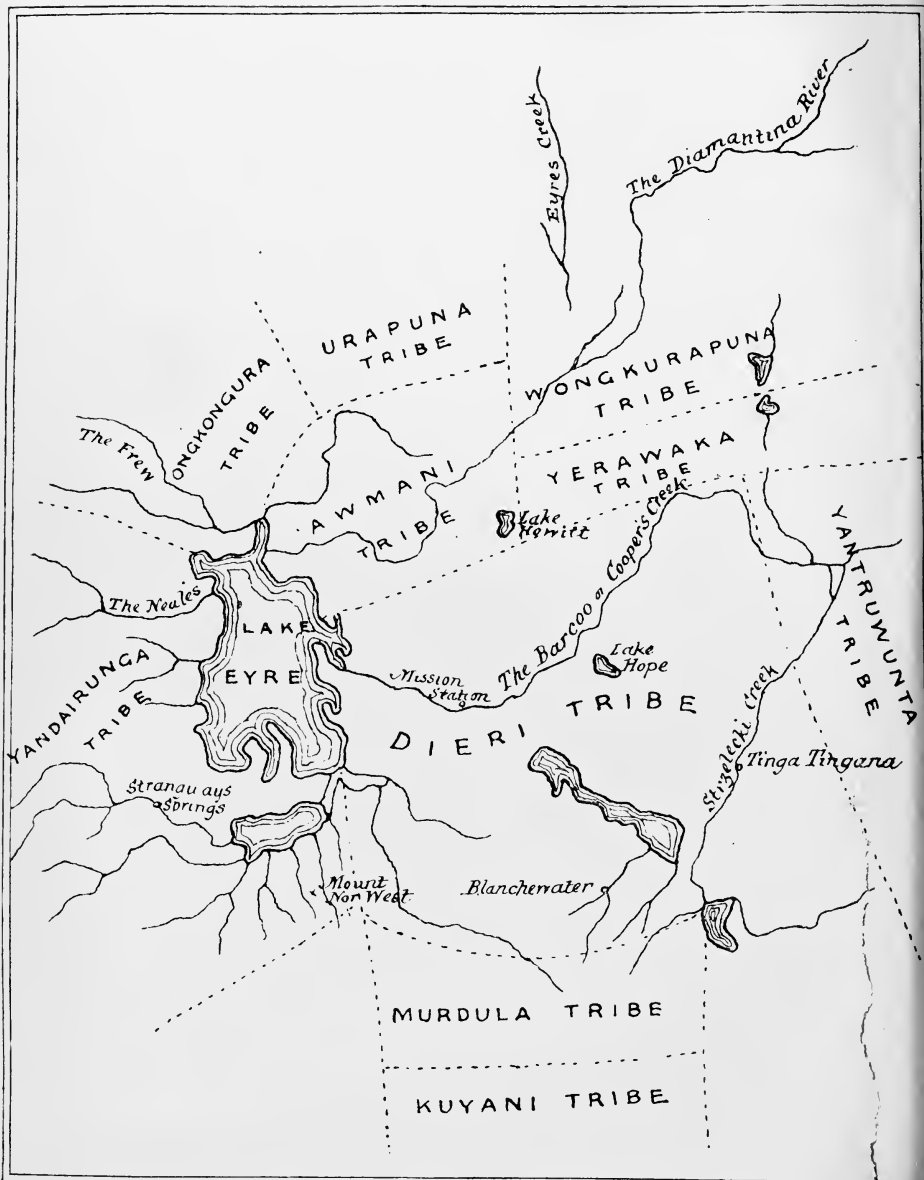 Eyres Creek
The Diamantina River
URAPUNA
TRIBE
ONGKONGURA
TRIBE
The Frew
WONGKURAPUNA
TRIBE
AWMANI
TRIBE
YERAWAKA
TRIBE
Lake
Hewitt
YANTRUWUNTA
TRIBE
The Neales
LAKE
EYRE
The Barcoo or Coopers Creek
Lake
Hope
Mission
Station
YANDAIRUNGA
TRIBE
DIERI TRIBE
Strzelecki Creek
Tinga Tingana
Stranguays
Springs
Mount
Nor West
Blanchewater
MURDULA TRIBE
KUYANI TRIBE